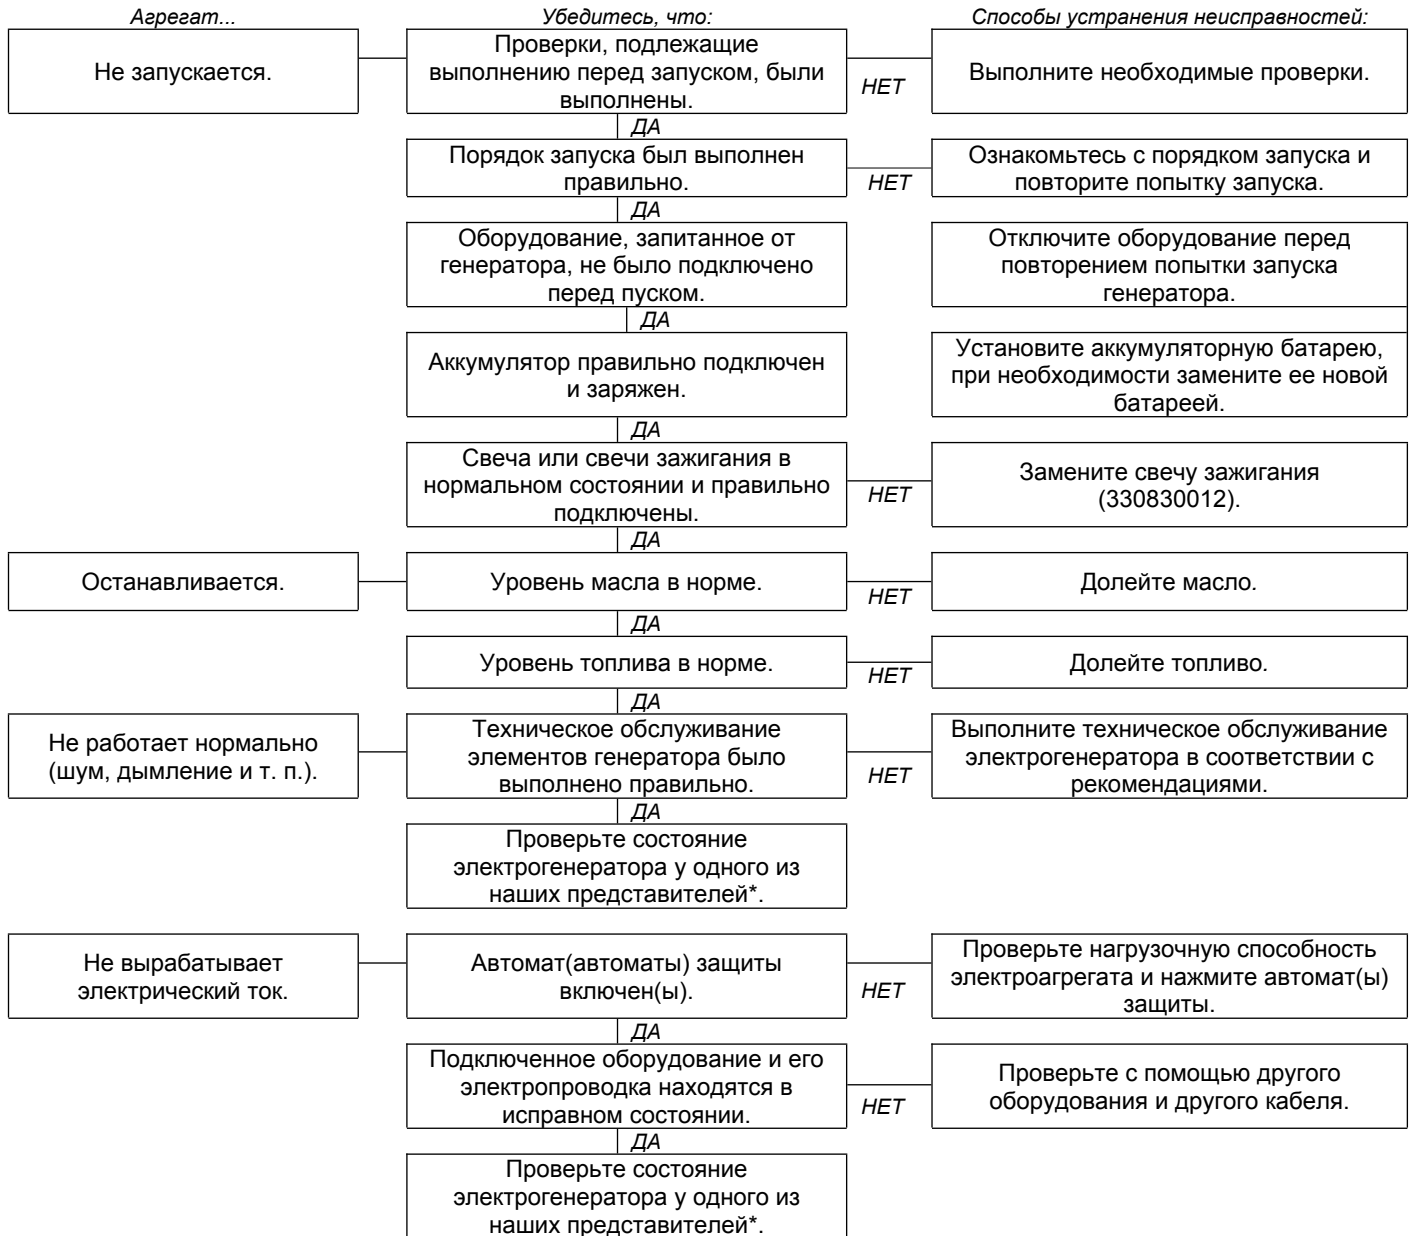 Агрегат...
Убедитесь, что:
Способы устранения неисправностей:
Не запускается.
Проверки, подлежащие
выполнению перед запуском, были
выполнены.
НЕТ
Выполните необходимые проверки.
ДА
Порядок запуска был выполнен
правильно.
НЕТ
Ознакомьтесь с порядком запуска и
повторите попытку запуска.
ДА
Оборудование, запитанное от
генератора, не было подключено
перед пуском.
Отключите оборудование перед
повторением попытки запуска
генератора.
ДА
Аккумулятор правильно подключен
и заряжен.
Установите аккумуляторную батарею,
при необходимости замените ее новой
батареей.
ДА
Свеча или свечи зажигания в
нормальном состоянии и правильно
подключены.
НЕТ
Замените свечу зажигания
(330830012).
ДА
Останавливается.
Уровень масла в норме.
НЕТ
Долейте масло.
ДА
Уровень топлива в норме.
НЕТ
Долейте топливо.
ДА
Не работает нормально
(шум, дымление и т. п.).
Техническое обслуживание
элементов генератора было
выполнено правильно.
НЕТ
Выполните техническое обслуживание
электрогенератора в соответствии с
рекомендациями.
ДА
Проверьте состояние
электрогенератора у одного из
наших представителей*.
Не вырабатывает
электрический ток.
Автомат(автоматы) защиты
включен(ы).
НЕТ
Проверьте нагрузочную способность
электроагрегата и нажмите автомат(ы)
защиты.
ДА
Подключенное оборудование и его
электропроводка находятся в
исправном состоянии.
НЕТ
Проверьте с помощью другого
оборудования и другого кабеля.
ДА
Проверьте состояние
электрогенератора у одного из
наших представителей*.